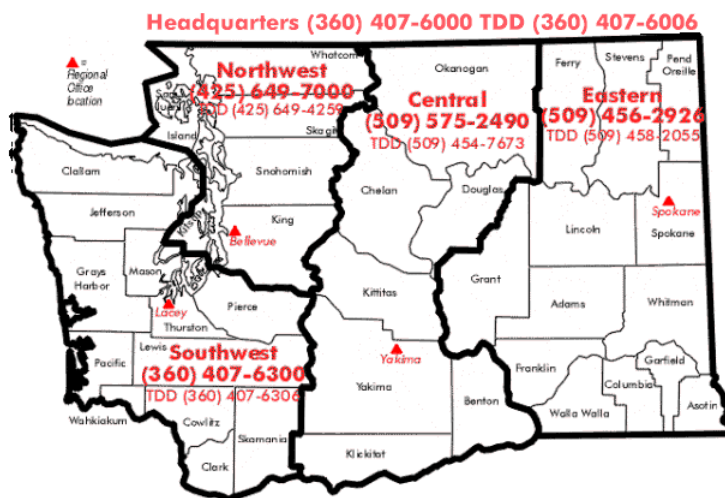 Headquarters (360) 407-6000 TDD (360) 407-6006
=
Regional
Office
location
Whatcom
Northwest
(425) 649-7000
TDD (425) 649-4259
San
Juan
Island
Skagit
Snohomish
King
Bellevue
Kitsap
Okanogan
Central
(509) 575-2490
TDD (509) 454-7673
Chelan
Douglas
Kittitas
Yakima
Yakima
Benton
Klickitat
Ferry
Stevens
Pend
Oreille
Eastern
(509) 456-2926
TDD (509) 458-2055
Spokane
Spokane
Lincoln
Grant
Adams
Whitman
Franklin
Garfield
Columbia
Walla Walla
Asotin
Clallam
Jefferson
Grays
Harbor
Mason
Lacey
Thurston
Pierce
Pacific
Lewis
Southwest
(360) 407-6300
TDD (360) 407-6306
Wahkiakum
Cowlitz
Skamania
Clark